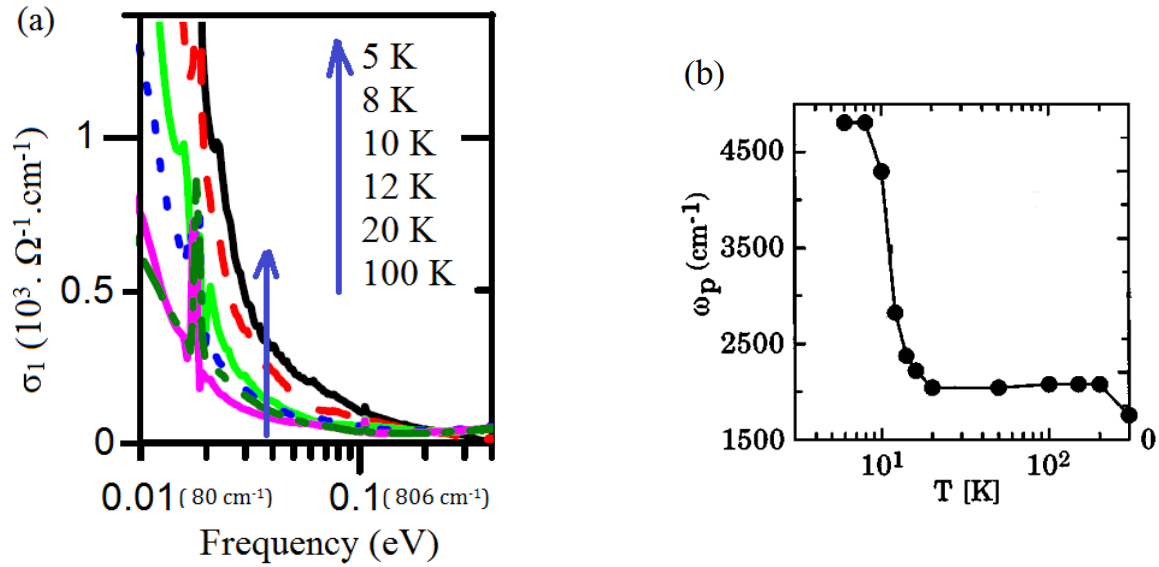 (a)
σ₁ (10³. Ω⁻¹.cm⁻¹)
1
0.5
0
0.01 ( 80 cm⁻¹) 0.1 ( 806 cm⁻¹)
Frequency (eV)
5 K
8 K
10 K
12 K
20 K
100 K
(b)
ωp (cm⁻¹)
4500
3500
2500
1500
0
10¹ 10²
T [K]